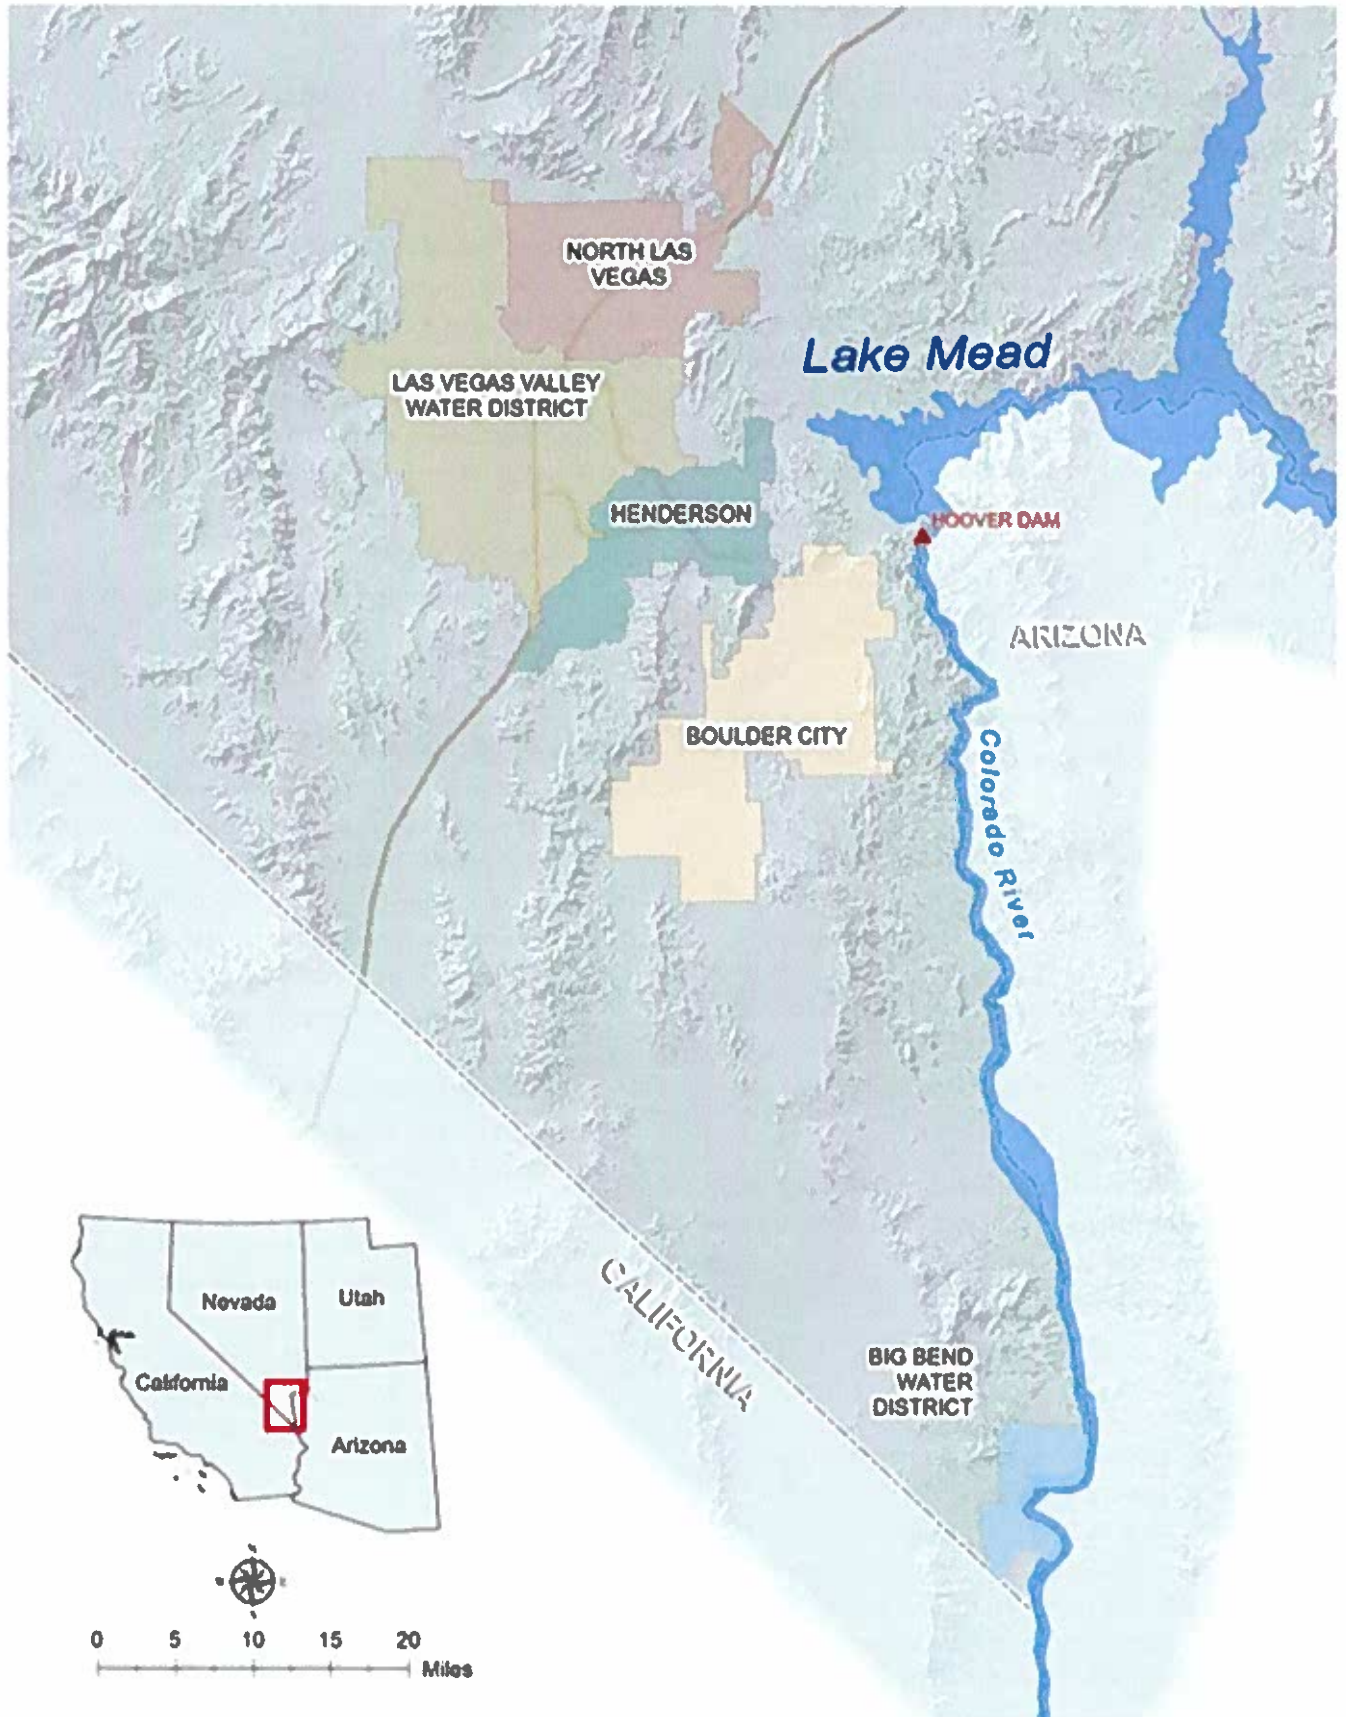 NORTH LAS
VEGAS
Lake Mead
LAS VEGAS VALLEY
WATER DISTRICT
HENDERSON
HOOVER DAM
ARIZONA
BOULDER CITY
Colorado River
CALIFORNIA
BIG BEND
WATER
DISTRICT
Nevada
Utah
California
Arizona
0 5 10 15 20
Miles